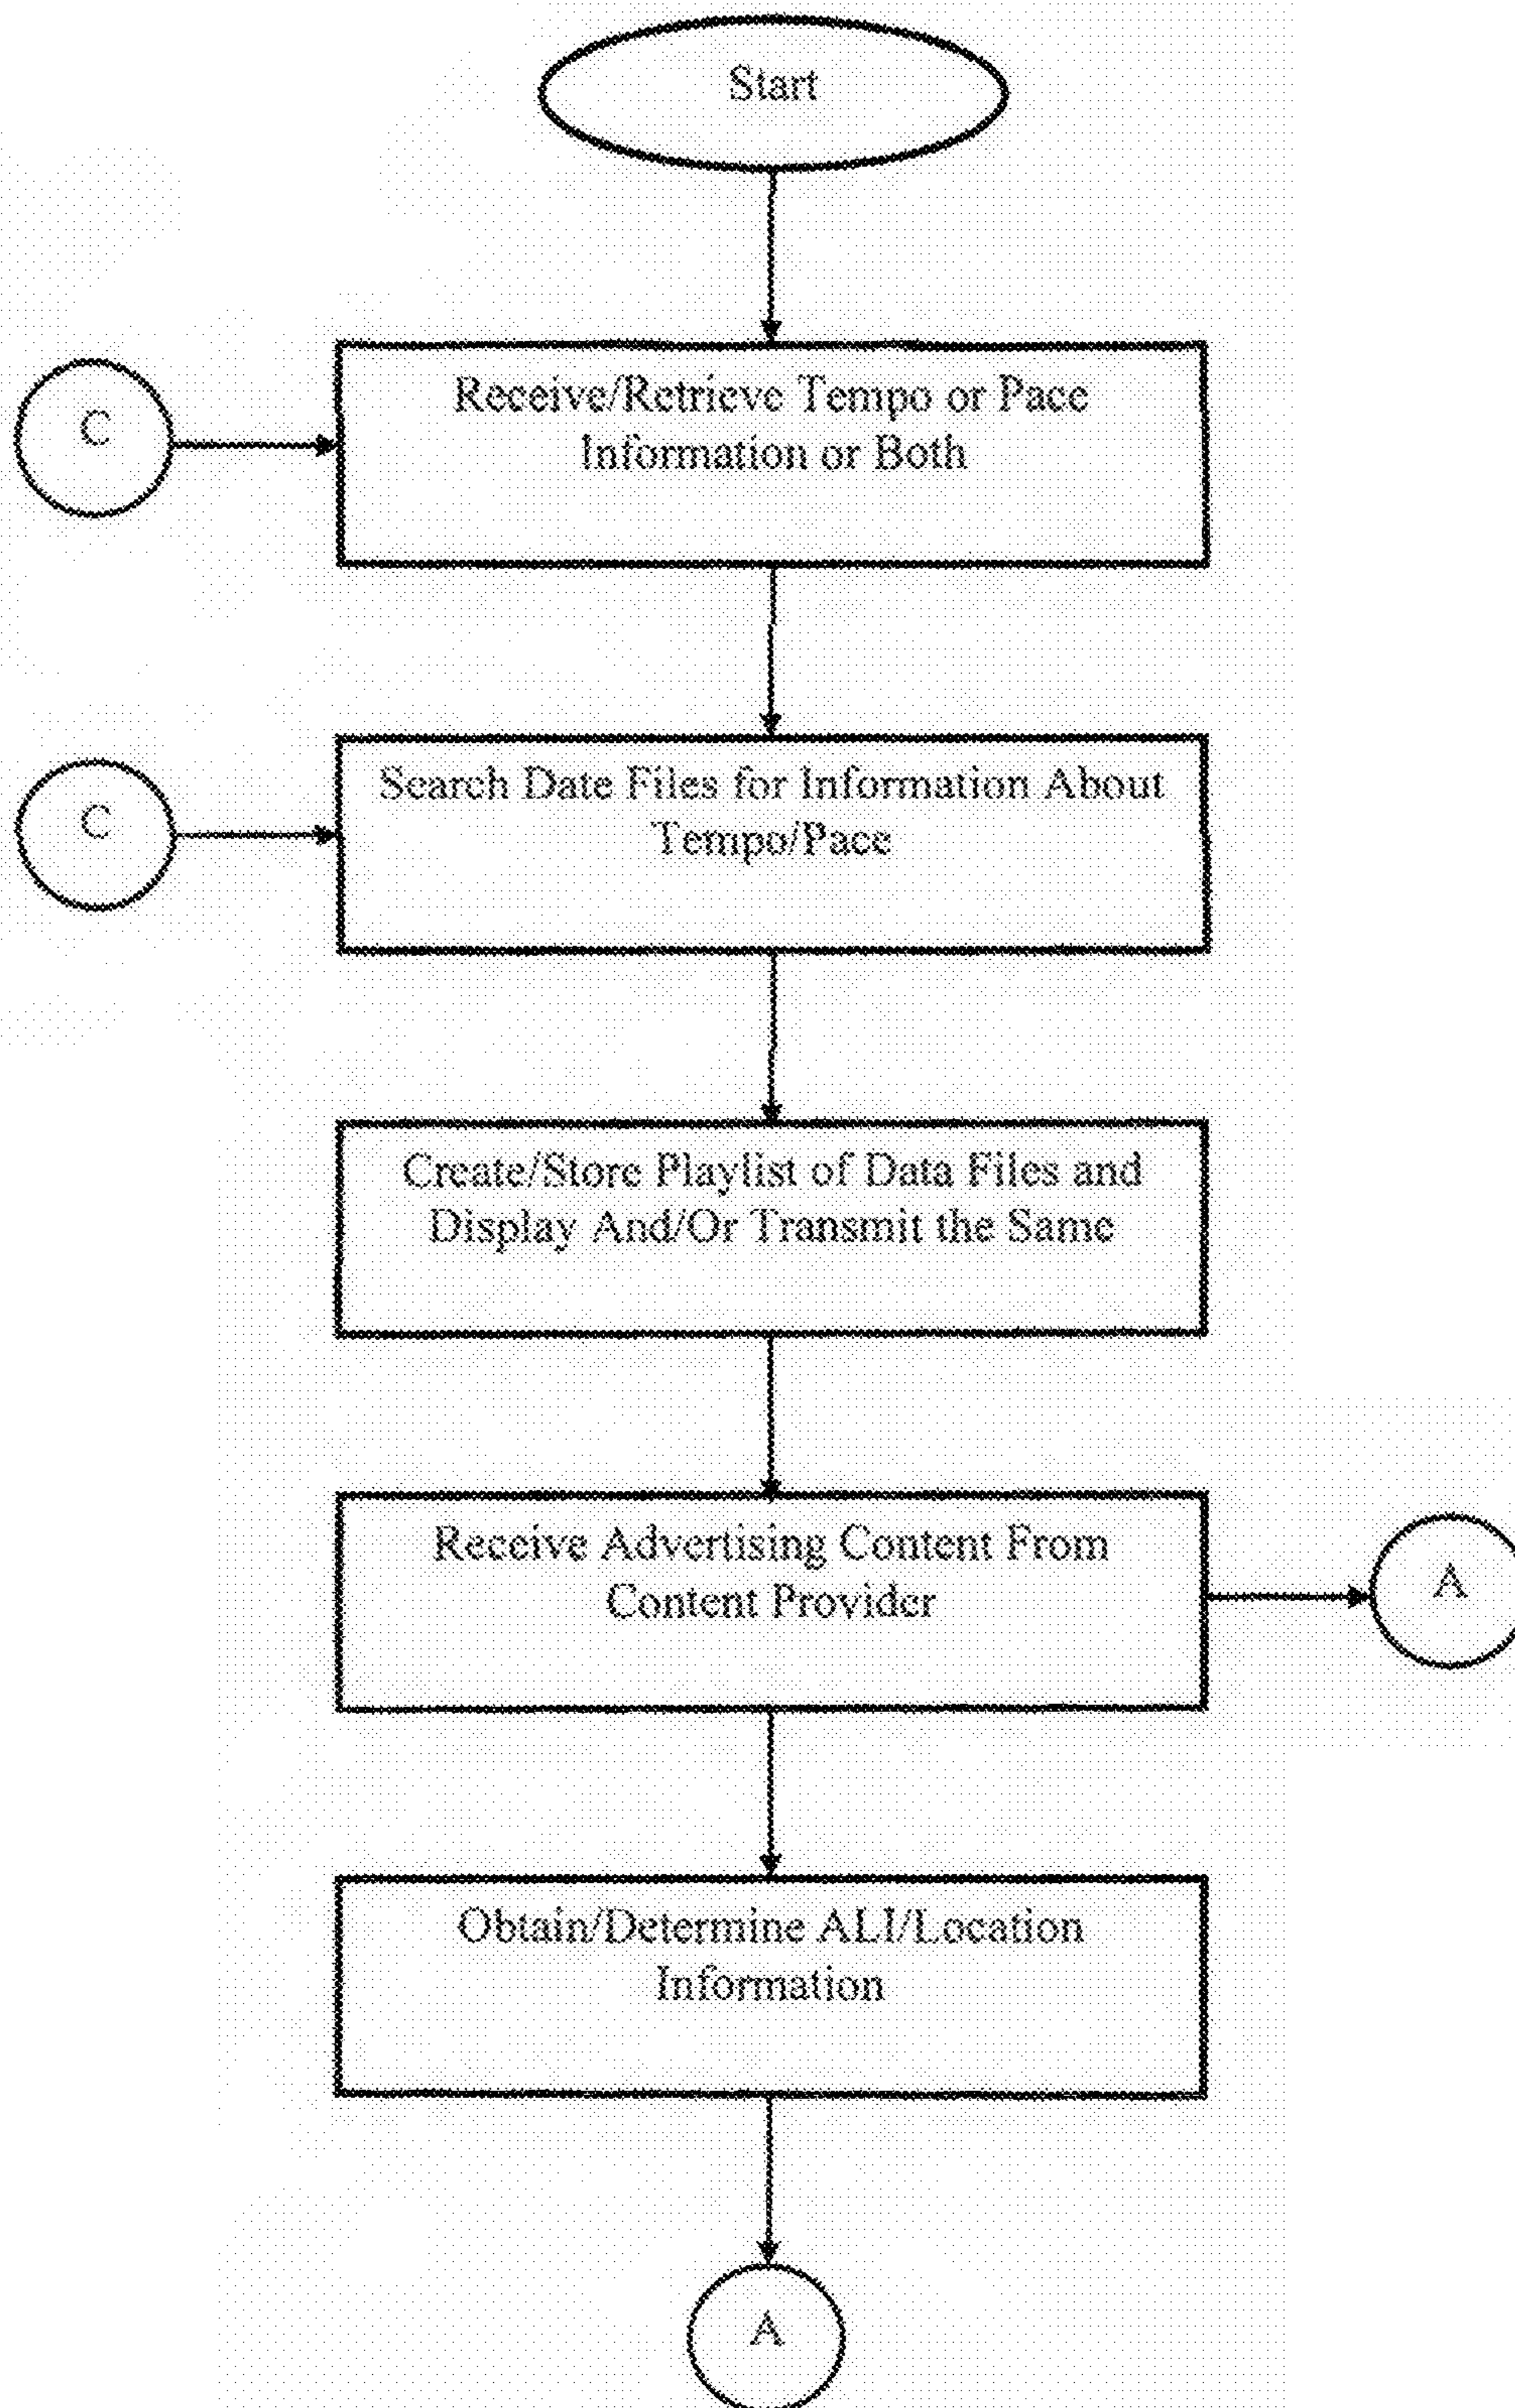 Start
C
Receive/Retrieve Tempo or Pace
Information or Both
C
Search Date Files for Information About
Tempo/Pace
Create/Store Playlist of Data Files and
Display And/Or Transmit the Same
Receive Advertising Content From
Content Provider
A
Obtain/Determine ALI/Location
Information
A